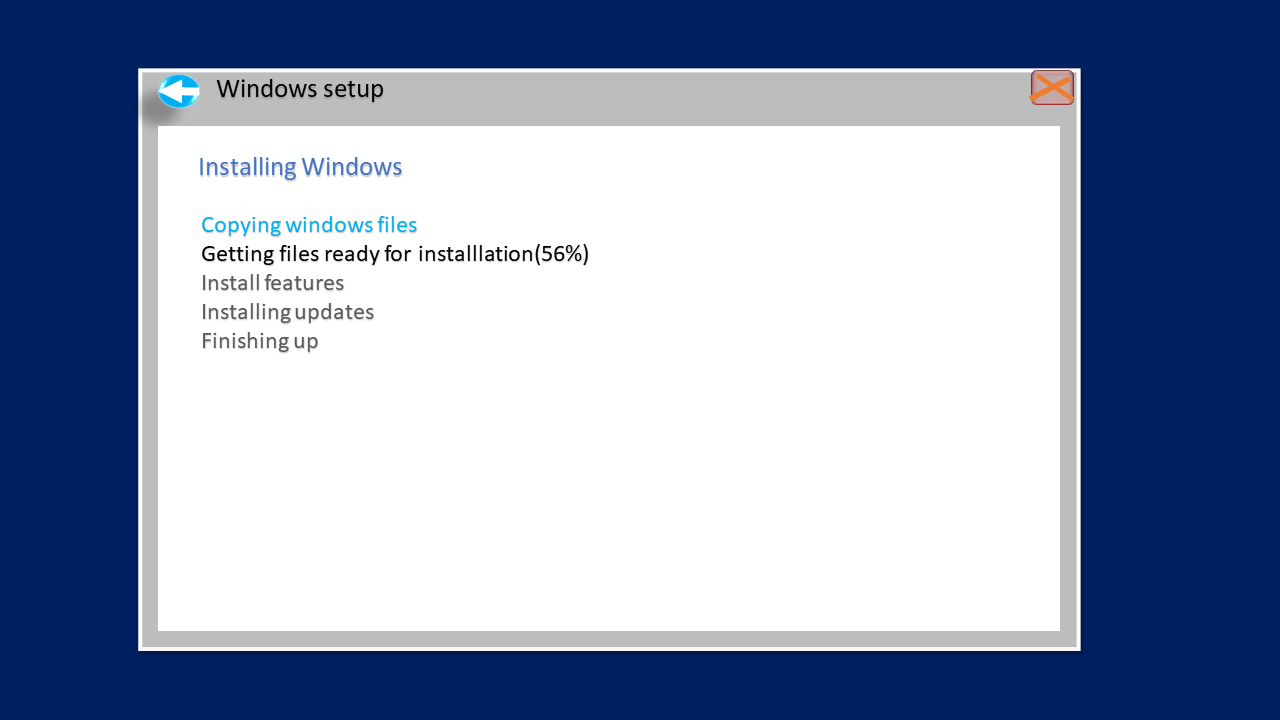 Windows setup
Installing Windows
Copying windows files
Getting files ready for installlation(56%)
Install features
Installing updates
Finishing up